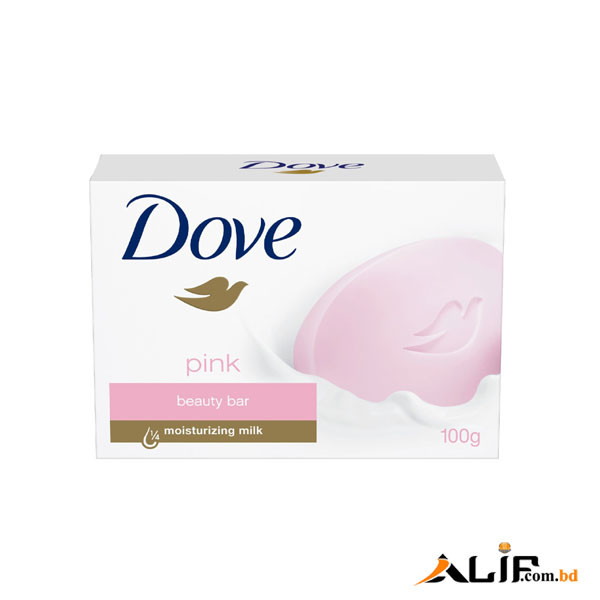 Dove
Dove
pink
beauty bar
¼ moisturizing milk
100g
ALIF.com.bd